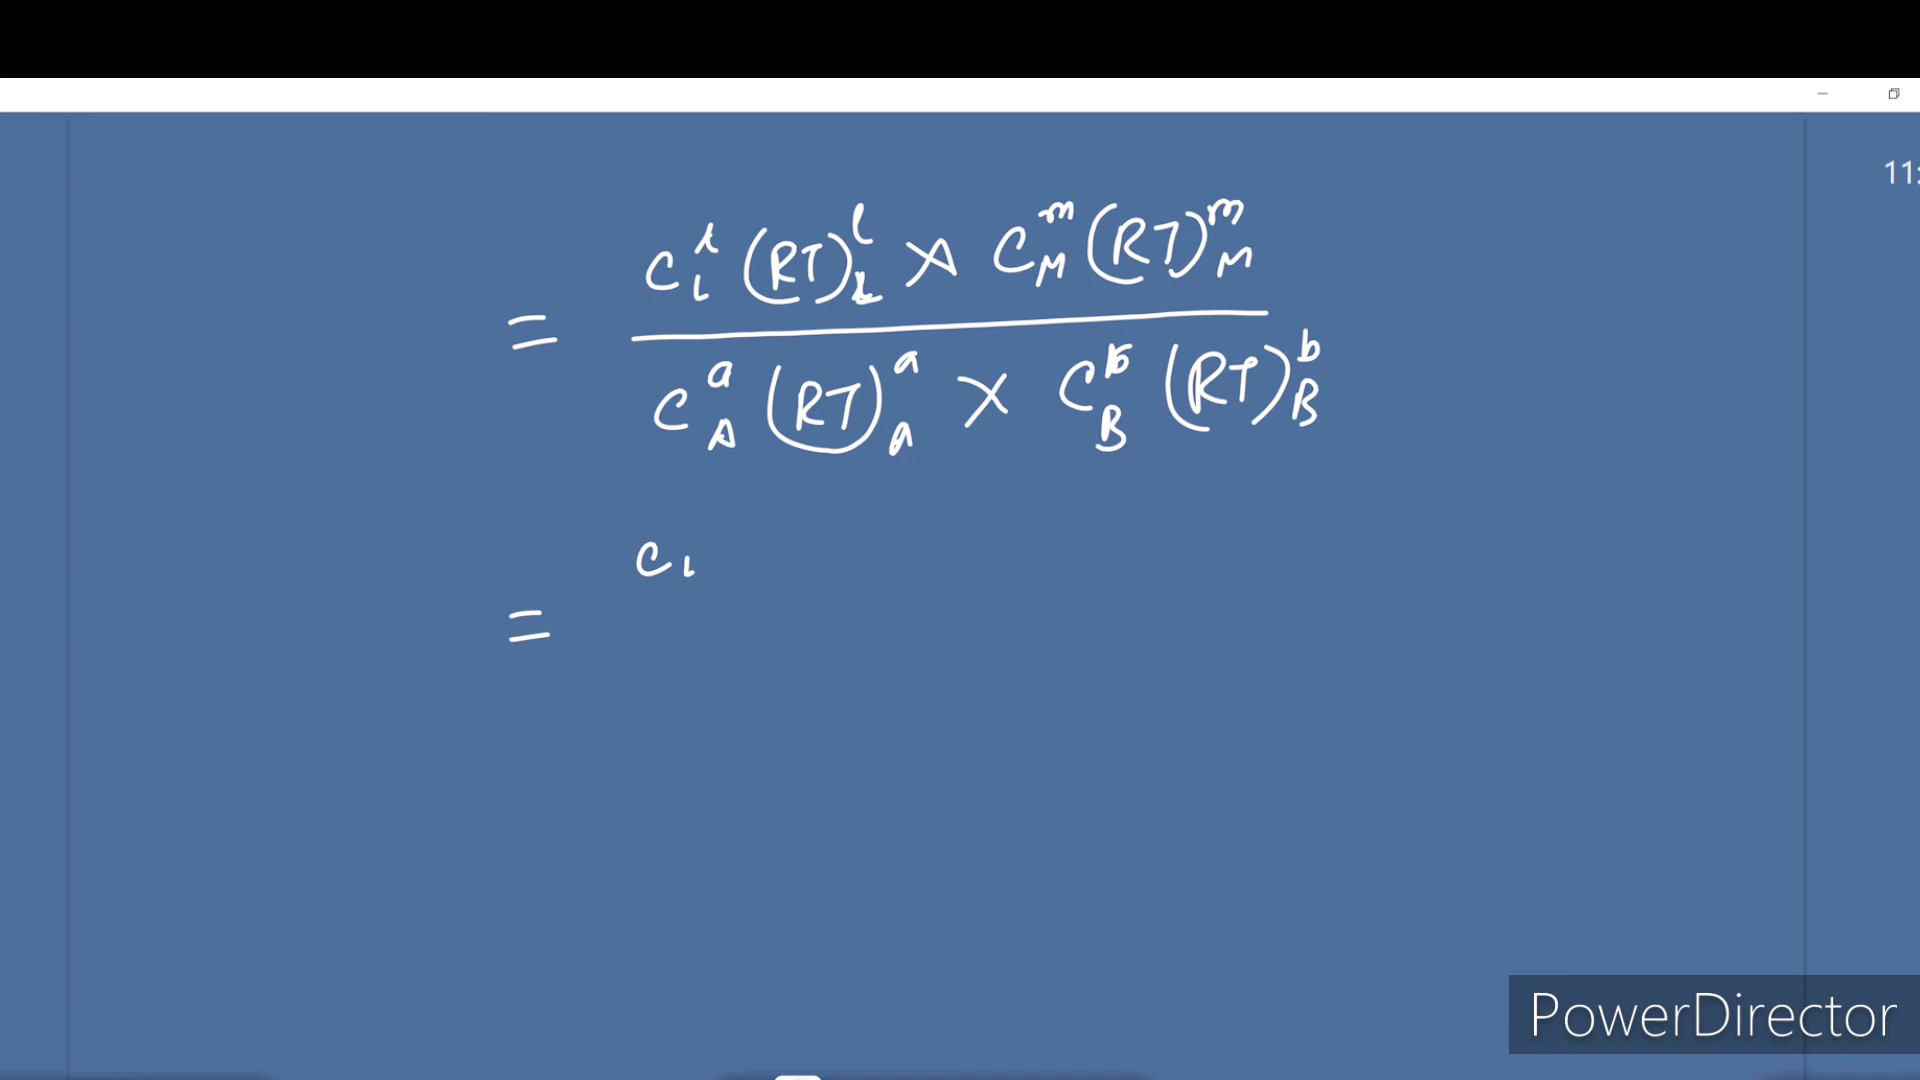 11:
= C_L^l (RT)_L^l × C_M^m (RT)_M^m
C_A^a (RT)_a^a × C_B^b (RT)_B^b
= C_L
PowerDirector